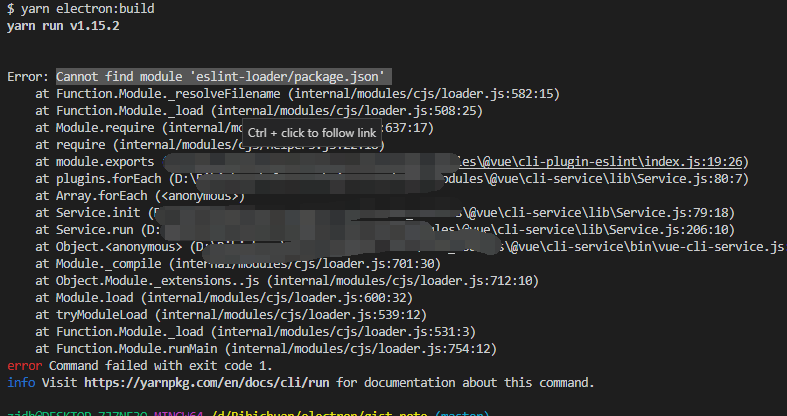 $ yarn electron:build
yarn run v1.15.2
Error: Cannot find module 'eslint-loader/package.json'
at Function.Module._resolveFilename (internal/modules/cjs/loader.js:582:15)
at Function.Module._load (internal/modules/cjs/loader.js:508:25)
at Module.require (internal/mo :637:17)
Ctrl + click to follow link
at require (internal/modules/cjs/helpers.js:22:18)
at module.exports ( les\@vue\cli-plugin-eslint\index.js:19:26)
at plugins.forEach (D:\ odules\@vue\cli-service\lib\Service.js:80:7)
at Array.forEach (<anonymous>)
at Service.init ( \@vue\cli-service\lib\Service.js:79:18)
at Service.run (D: les\@vue\cli-service\lib\Service.js:206:10)
at Object.<anonymous> (D:\ s\@vue\cli-service\bin\vue-cli-service.js
at Module._compile (internal/modules/cjs/loader.js:701:30)
at Object.Module._extensions..js (internal/modules/cjs/loader.js:712:10)
at Module.load (internal/modules/cjs/loader.js:600:32)
at tryModuleLoad (internal/modules/cjs/loader.js:539:12)
at Function.Module._load (internal/modules/cjs/loader.js:531:3)
at Function.Module.runMain (internal/modules/cjs/loader.js:754:12)
error Command failed with exit code 1.
info Visit https://yarnpkg.com/en/docs/cli/run for documentation about this command.